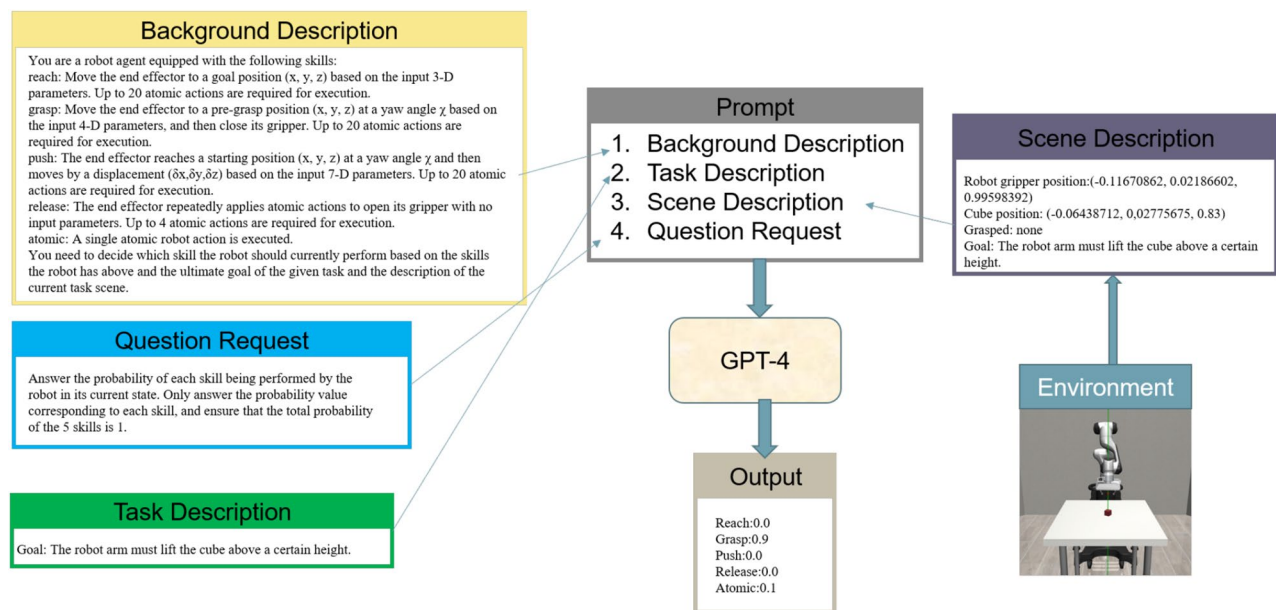 Background Description
You are a robot agent equipped with the following skills:
reach: Move the end effector to a goal position (x, y, z) based on the input 3-D
parameters. Up to 20 atomic actions are required for execution.
grasp: Move the end effector to a pre-grasp position (x, y, z) at a yaw angle χ based on
the input 4-D parameters, and then close its gripper. Up to 20 atomic actions are
required for execution.
push: The end effector reaches a starting position (x, y, z) at a yaw angle χ and then
moves by a displacement (δx,δy,δz) based on the input 7-D parameters. Up to 20 atomic
actions are required for execution.
release: The end effector repeatedly applies atomic actions to open its gripper with no
input parameters. Up to 4 atomic actions are required for execution.
atomic: A single atomic robot action is executed.
You need to decide which skill the robot should currently perform based on the skills
the robot has above and the ultimate goal of the given task and the description of the
current task scene.
Question Request
Answer the probability of each skill being performed by the
robot in its current state. Only answer the probability value
corresponding to each skill, and ensure that the total probability
of the 5 skills is 1.
Task Description
Goal: The robot arm must lift the cube above a certain height.
Prompt
1. Background Description
2. Task Description
3. Scene Description
4. Question Request
GPT-4
Output
Reach:0.0
Grasp:0.9
Push:0.0
Release:0.0
Atomic:0.1
Scene Description
Robot gripper position:(-0.11670862, 0.02186602,
0.99598392)
Cube position: (-0.06438712, 0,02775675, 0.83)
Grasped: none
Goal: The robot arm must lift the cube above a certain
height.
Environment